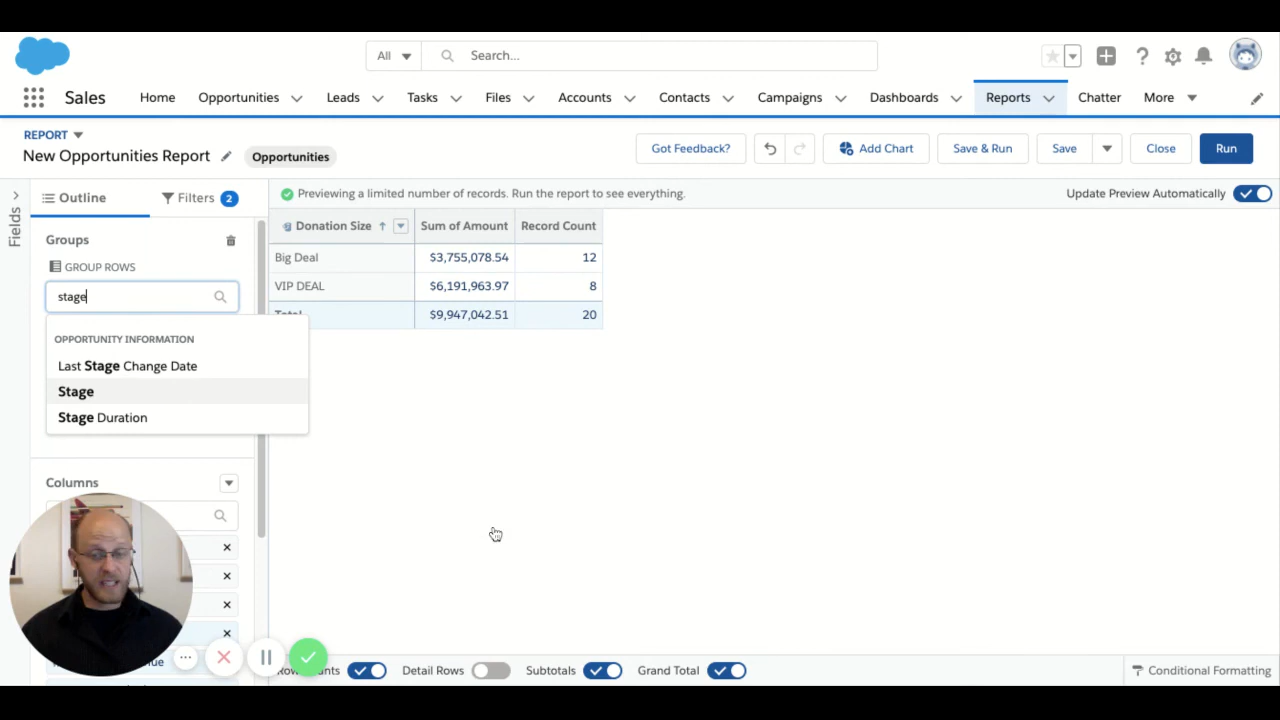 All
Search...
Sales
Home
Opportunities
Leads
Tasks
Files
Accounts
Contacts
Campaigns
Dashboards
Reports
Chatter
More
REPORT
New Opportunities Report
Opportunities
Got Feedback?
Add Chart
Save & Run
Save
Close
Run
Fields
Outline
Filters 2
Previewing a limited number of records. Run the report to see everything.
Update Preview Automatically
Groups
GROUP ROWS
stage
OPPORTUNITY INFORMATION
Last Stage Change Date
Stage
Stage Duration
Columns
Donation Size Sum of Amount Record Count
Big Deal $3,755,078.54 12
VIP DEAL $6,191,963.97 8
Total $9,947,042.51 20
Detail Rows
Subtotals
Grand Total
Conditional Formatting